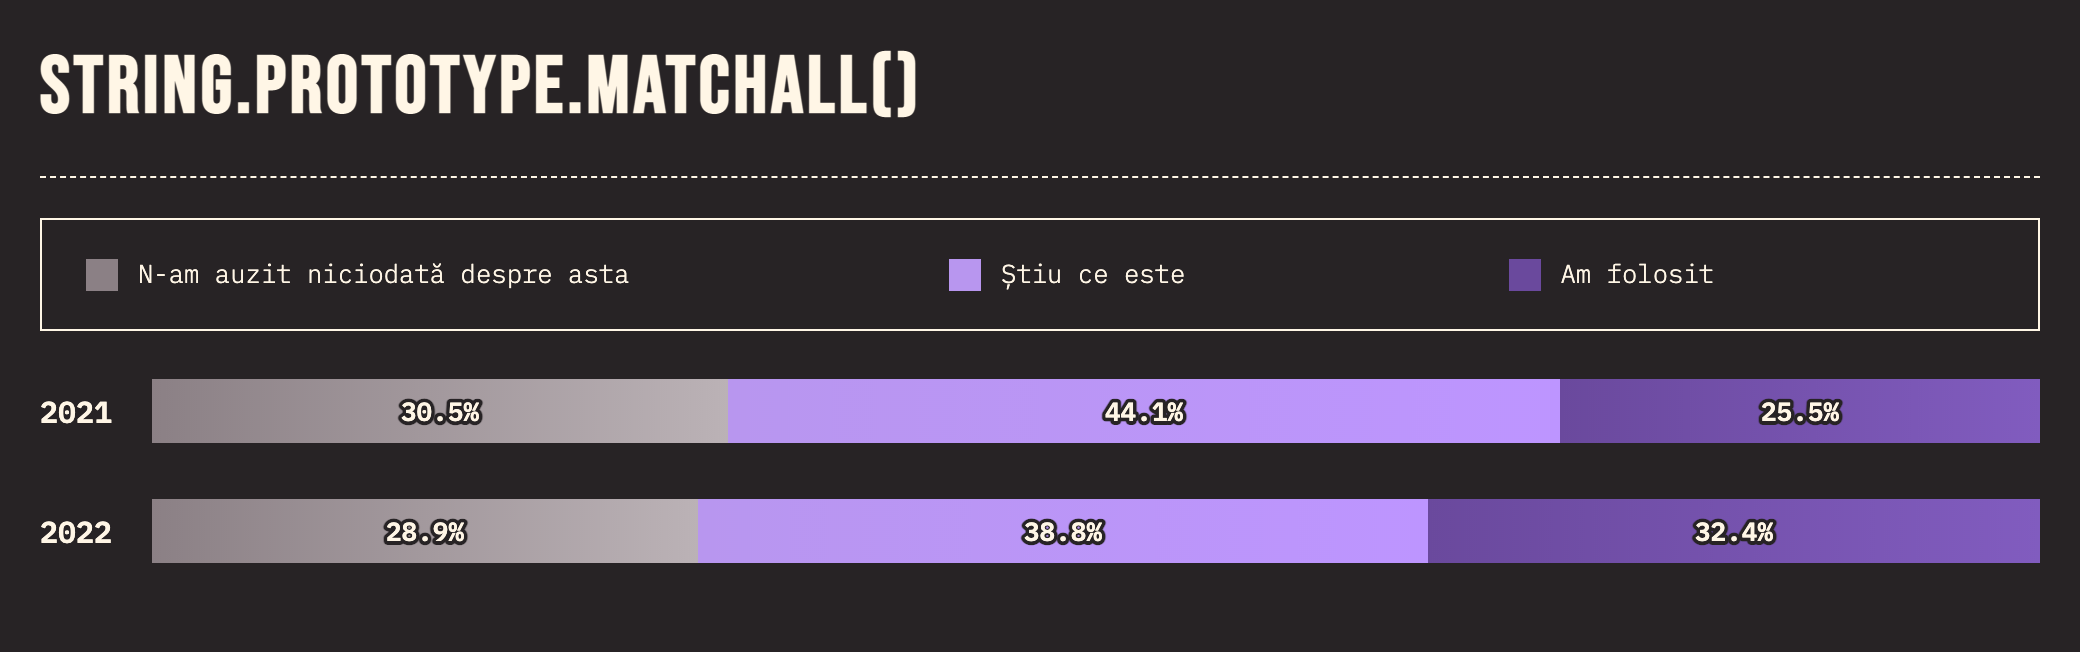 STRING.PROTOTYPE.MATCHALL()
N-am auzit niciodată despre asta Știu ce este Am folosit
2021 30.5% 44.1% 25.5%
2022 28.9% 38.8% 32.4%